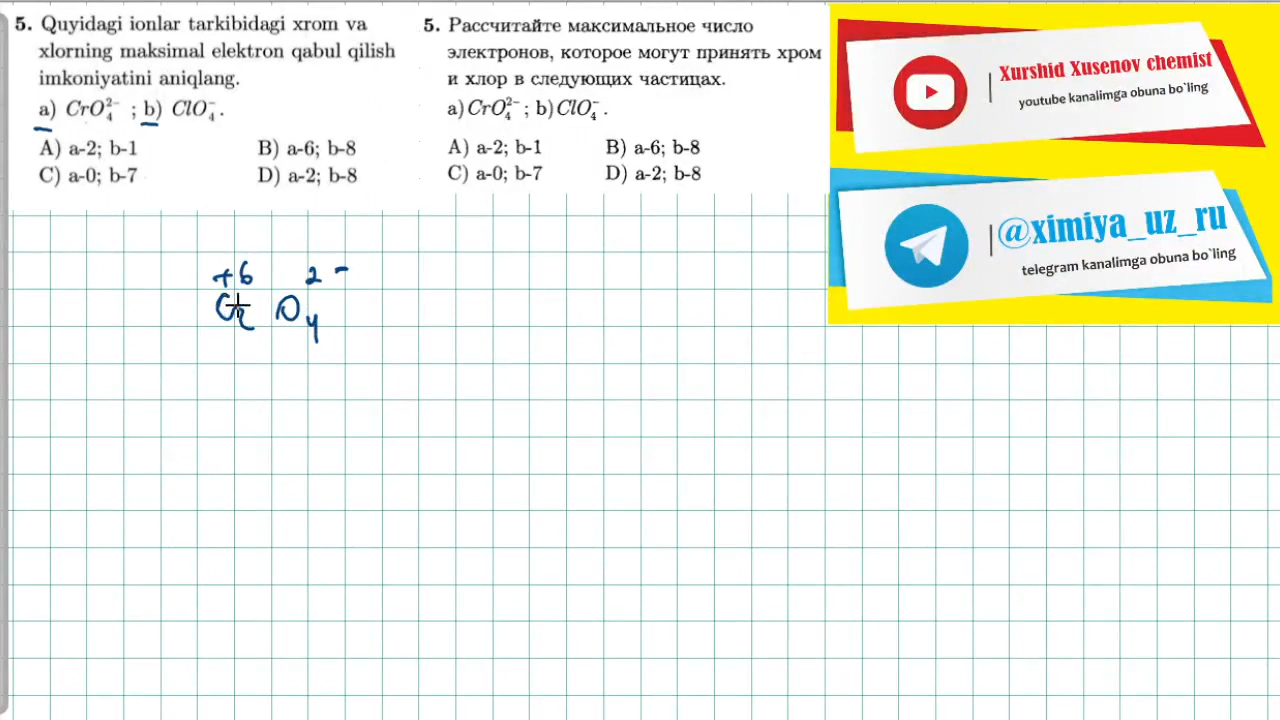 5. Quyidagi ionlar tarkibidagi xrom va
xlorning maksimal elektron qabul qilish
imkoniyatini aniqlang.
a) CrO₄²⁻ ; b) ClO₄⁻.
A) a-2; b-1 B) a-6; b-8
C) a-0; b-7 D) a-2; b-8
5. Рассчитайте максимальное число
электронов, которое могут принять хром
и хлор в следующих частицах.
a)CrO₄²⁻; b)ClO₄⁻.
A) a-2; b-1 B) a-6; b-8
C) a-0; b-7 D) a-2; b-8
Xurshid Xusenov chemist
youtube kanalimga obuna bo`ling
@ximiya_uz_ru
telegram kanalimga obuna bo`ling
+6 2-
Cr O₄